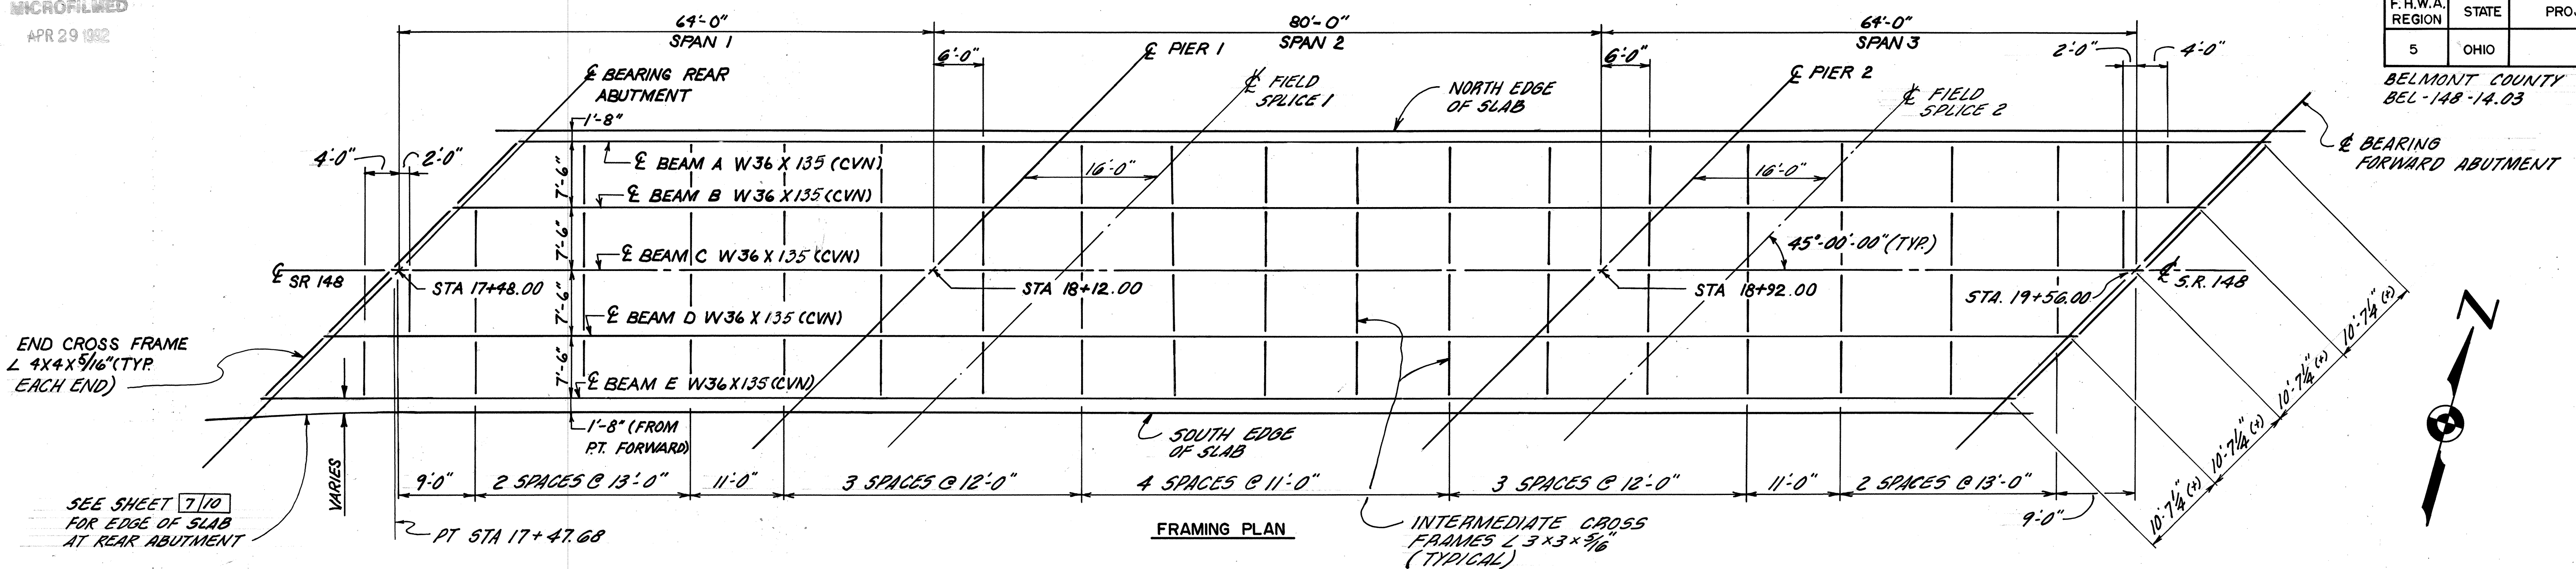 MICROFILMED
APR 29 1992
F.H.W.A. REGION
STATE
5
OHIO
BELMONT COUNTY
BEL-148-14.03
64'-0"
SPAN 1
80'-0"
SPAN 2
64'-0"
SPAN 3
6'-0"
6'-0"
2'-0"
4'-0"
℄ BEARING REAR
ABUTMENT
℄ PIER 1
℄ FIELD
SPLICE 1
NORTH EDGE
OF SLAB
℄ PIER 2
℄ FIELD
SPLICE 2
℄ BEARING
FORWARD ABUTMENT
1'-8"
4'-0"
2'-0"
7'-6"
7'-6"
7'-6"
7'-6"
℄ BEAM A W36 X 135 (CVN)
℄ BEAM B W36 X 135 (CVN)
℄ BEAM C W36 X 135 (CVN)
℄ BEAM D W36 X 135 (CVN)
℄ BEAM E W36 X 135 (CVN)
16'-0"
16'-0"
45°-00'-00" (TYP.)
℄ SR 148
STA 17+48.00
STA 18+12.00
STA 18+92.00
STA. 19+56.00
℄ S.R. 148
END CROSS FRAME
L 4X4X5/16" (TYP.
EACH END)
1'-8" (FROM
P.T. FORWARD)
SOUTH EDGE
OF SLAB
VARIES
9'-0"
2 SPACES @ 13'-0"
11'-0"
3 SPACES @ 12'-0"
4 SPACES @ 11'-0"
3 SPACES @ 12'-0"
11'-0"
2 SPACES @ 13'-0"
9'-0"
10'-7 1/4" (±)
10'-7 1/4" (±)
10'-7 1/4" (±)
10'-7 1/4" (±)
N
SEE SHEET 7/10
FOR EDGE OF SLAB
AT REAR ABUTMENT
PT STA 17+47.68
FRAMING PLAN
INTERMEDIATE CROSS
FRAMES L 3X3X5/16"
(TYPICAL)